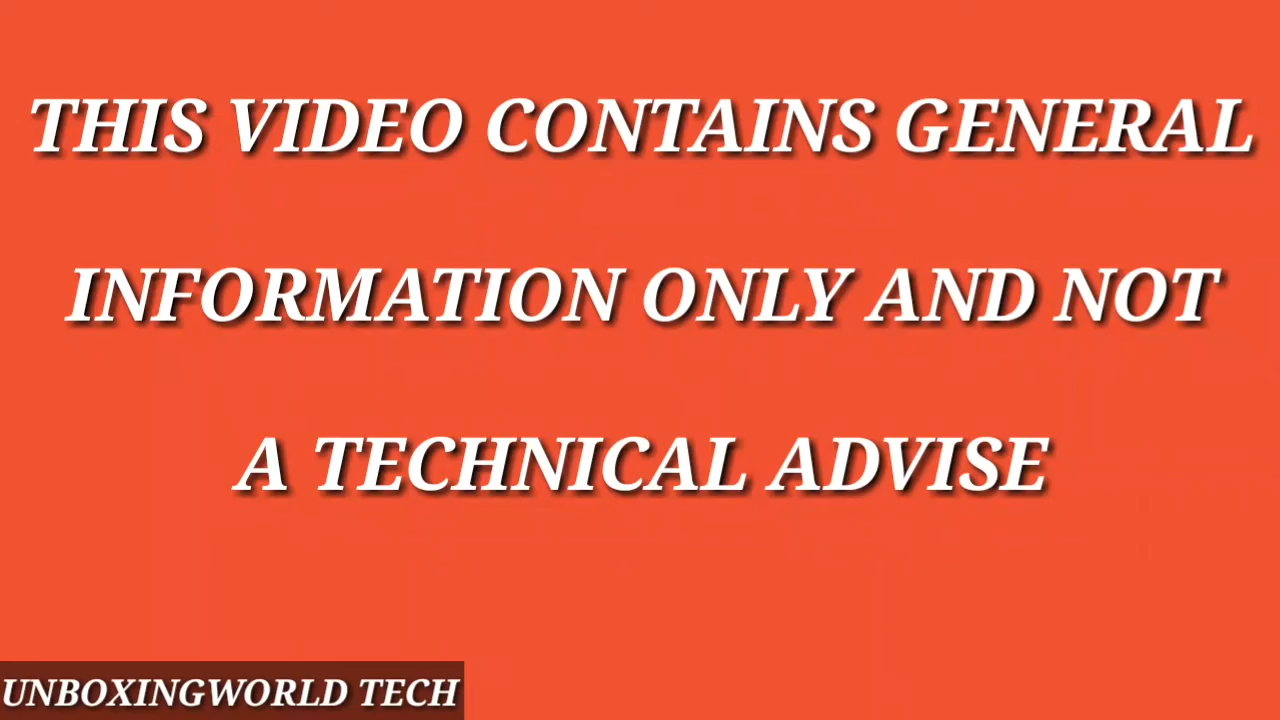 THIS VIDEO CONTAINS GENERAL
INFORMATION ONLY AND NOT
A TECHNICAL ADVISE
UNBOXINGWORLD TECH